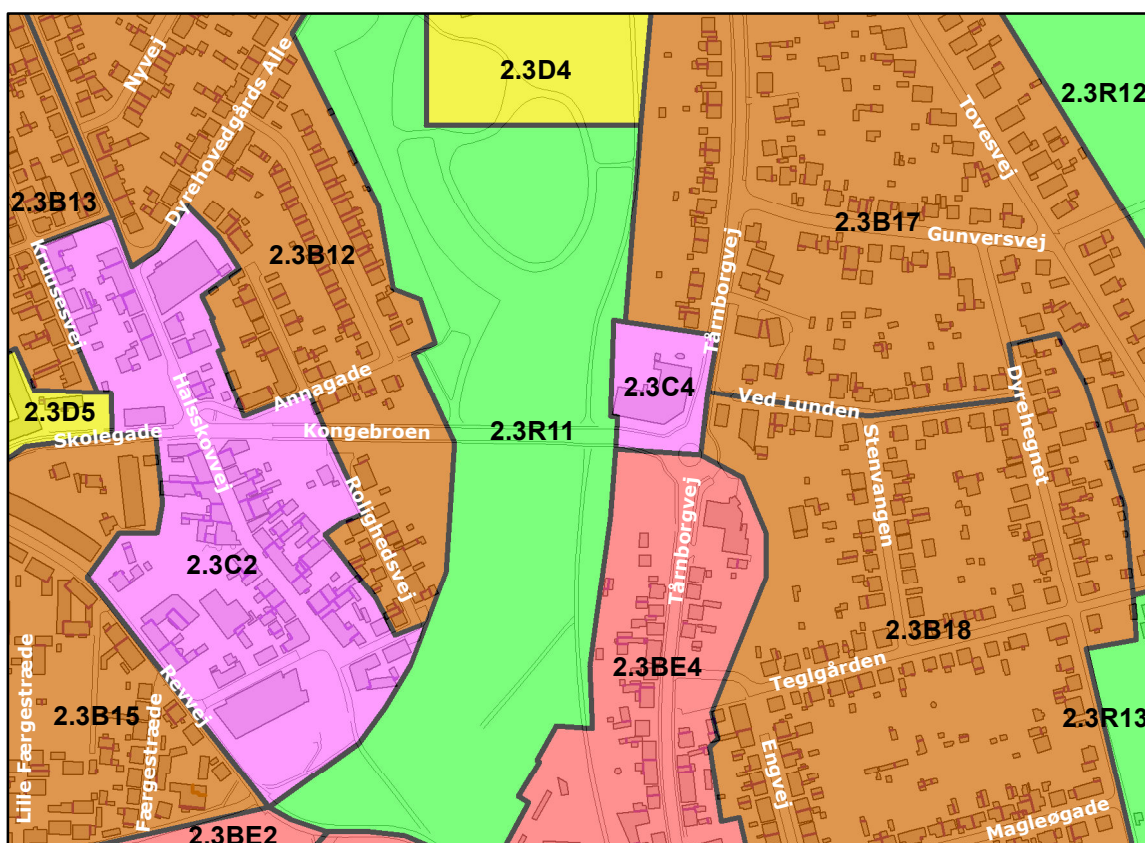 Nyvej
2.3D4
Dyrehovedgårds Alle
Tovesvej
2.3R12
2.3B13
2.3B12
2.3B17
Gunversvej
Kruusesvej
Tårnborgvej
Halsskovvej
Annagade
2.3C4
Dyrehegnet
2.3D5
Ved Lunden
Skolegade
Kongebroen
2.3R11
Stenvangen
Rolighedsvej
Tårnborgvej
2.3C2
2.3B18
2.3BE4
Teglgården
Lille Færgestræde
2.3B15
Revvej
Færgestræde
2.3R13
Engvej
Magleøgade
2.3BE2